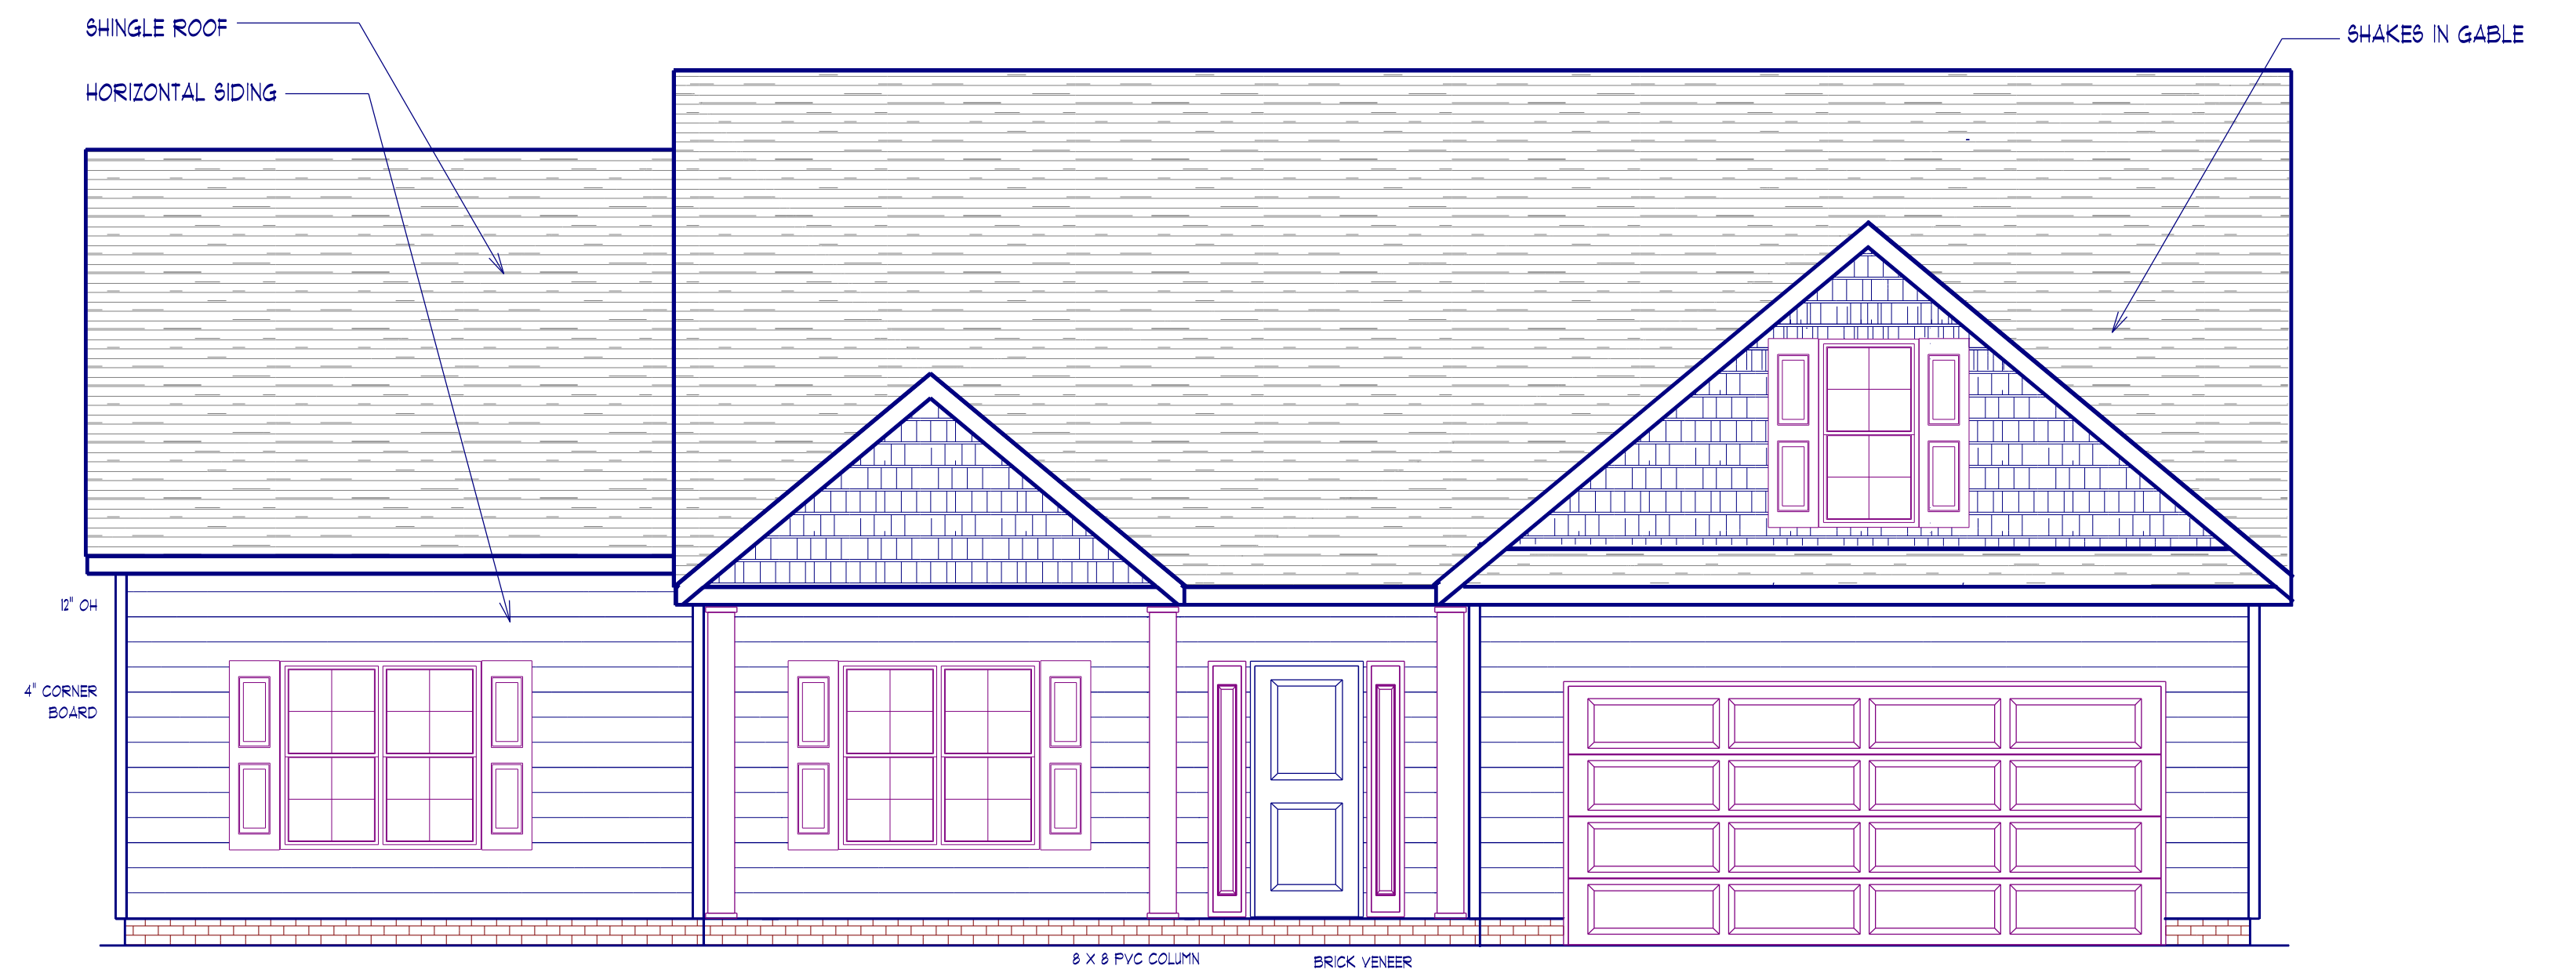 SHINGLE ROOF
SHAKES IN GABLE
HORIZONTAL SIDING
12" OH
4" CORNER
BOARD
8 X 8 PVC COLUMN
BRICK VENEER